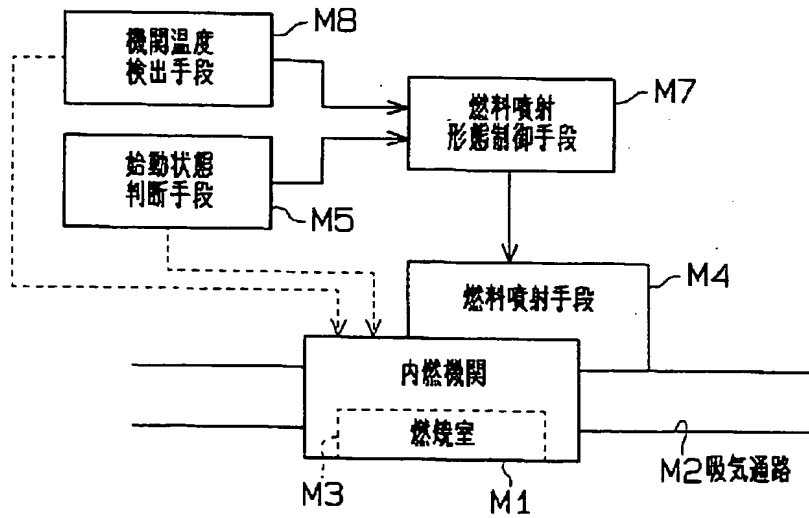 M8
機関温度
検出手段
M7
燃料噴射
形態制御手段
始動状態
判断手段
M5
M4
燃料噴射手段
内燃機関
燃焼室
M2吸気通路
M3
M1